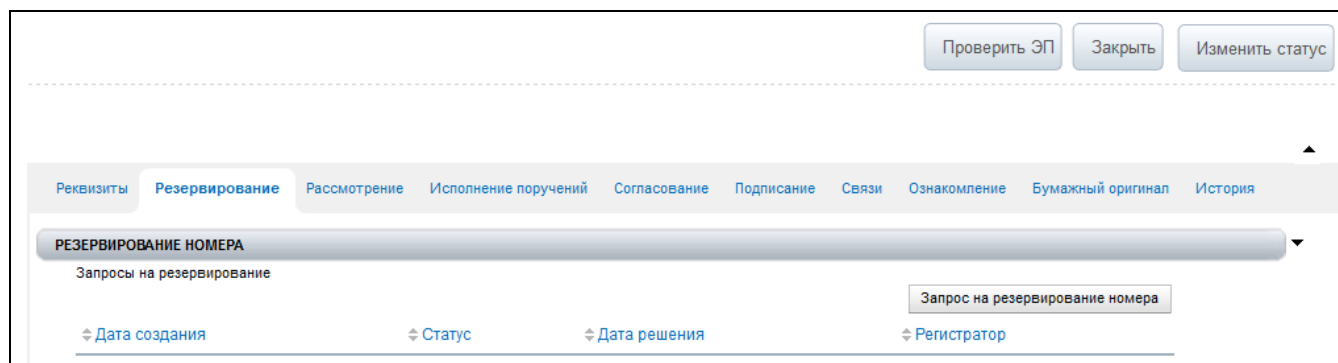 Проверить ЭП Закрыть Изменить статус
Реквизиты Резервирование Рассмотрение Исполнение поручений Согласование Подписание Связи Ознакомление Бумажный оригинал История
РЕЗЕРВИРОВАНИЕ НОМЕРА
Запросы на резервирование
Запрос на резервирование номера
Дата создания Статус Дата решения Регистратор